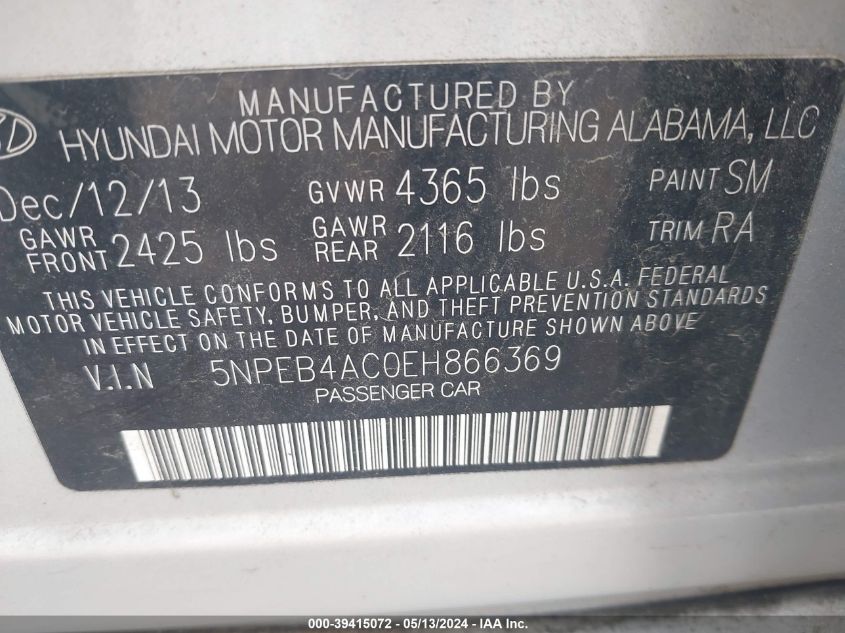 MANUFACTURED BY
HYUNDAI MOTOR MANUFACTURING ALABAMA, LLC
Dec/12/13 GVWR 4365 lbs PAINT SM
GAWR FRONT 2425 lbs GAWR REAR 2116 lbs TRIM RA
THIS VEHICLE CONFORMS TO ALL APPLICABLE U.S.A. FEDERAL
MOTOR VEHICLE SAFETY, BUMPER, AND THEFT PREVENTION STANDARDS
IN EFFECT ON THE DATE OF MANUFACTURE SHOWN ABOVE
V.I.N 5NPEB4AC0EH866369
PASSENGER CAR
000-39415072 - 05/13/2024 - IAA Inc.